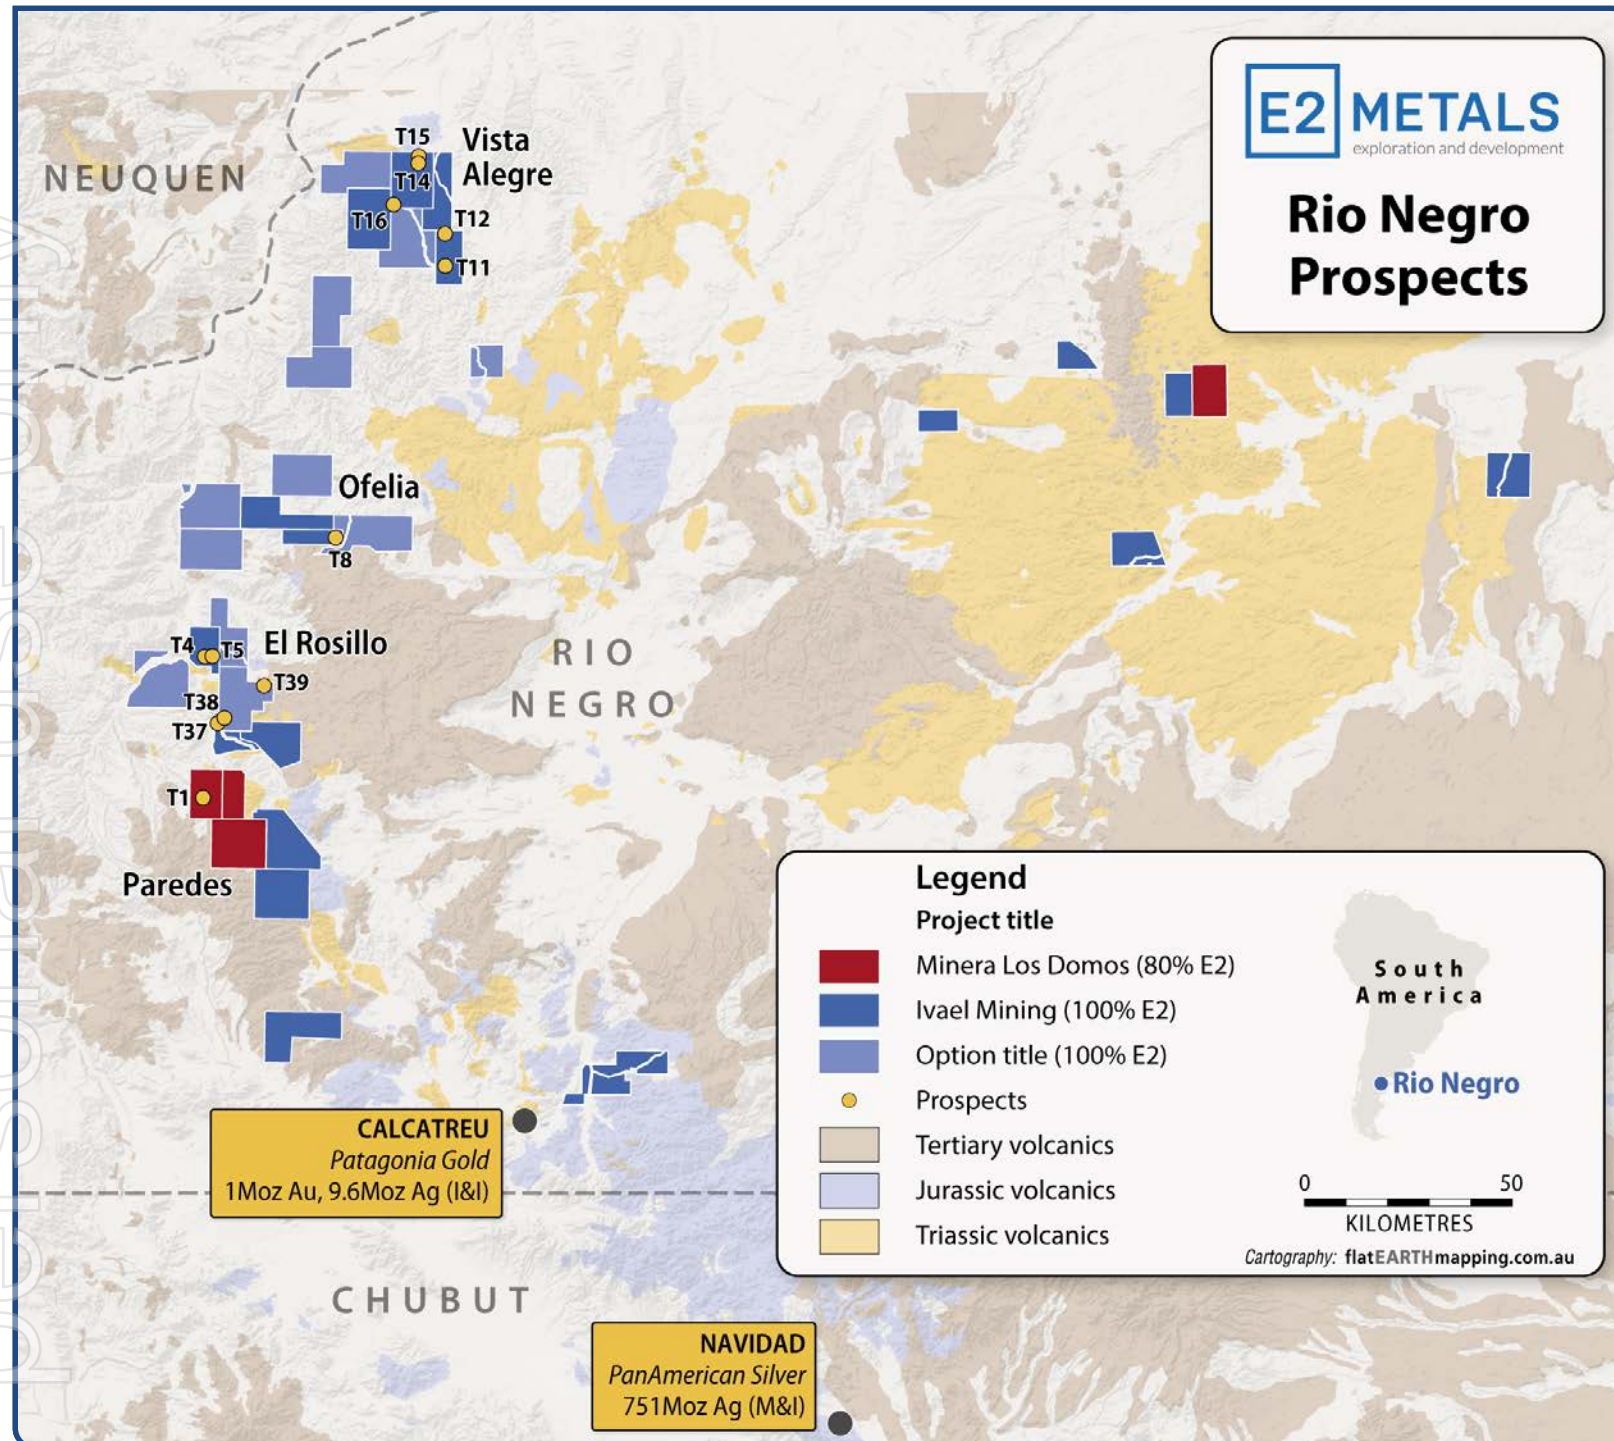 E2 METALS
exploration and development
Rio Negro
Prospects
NEUQUEN
T15
Vista
Alegre
T14
T16
T12
T11
Ofelia
T8
T4
T5
El Rosillo
T39
T38
T37
RIO
NEGRO
T1
Paredes
CALCATREU
Patagonia Gold
1Moz Au, 9.6Moz Ag (I&I)
CHUBUT
NAVIDAD
PanAmerican Silver
751Moz Ag (M&I)
Legend
Project title
Minera Los Domos (80% E2)
Ivael Mining (100% E2)
Option title (100% E2)
Prospects
Tertiary volcanics
Jurassic volcanics
Triassic volcanics
South
America
Rio Negro
0 50
KILOMETRES
Cartography: flatEARTHmapping.com.au
For personal use only